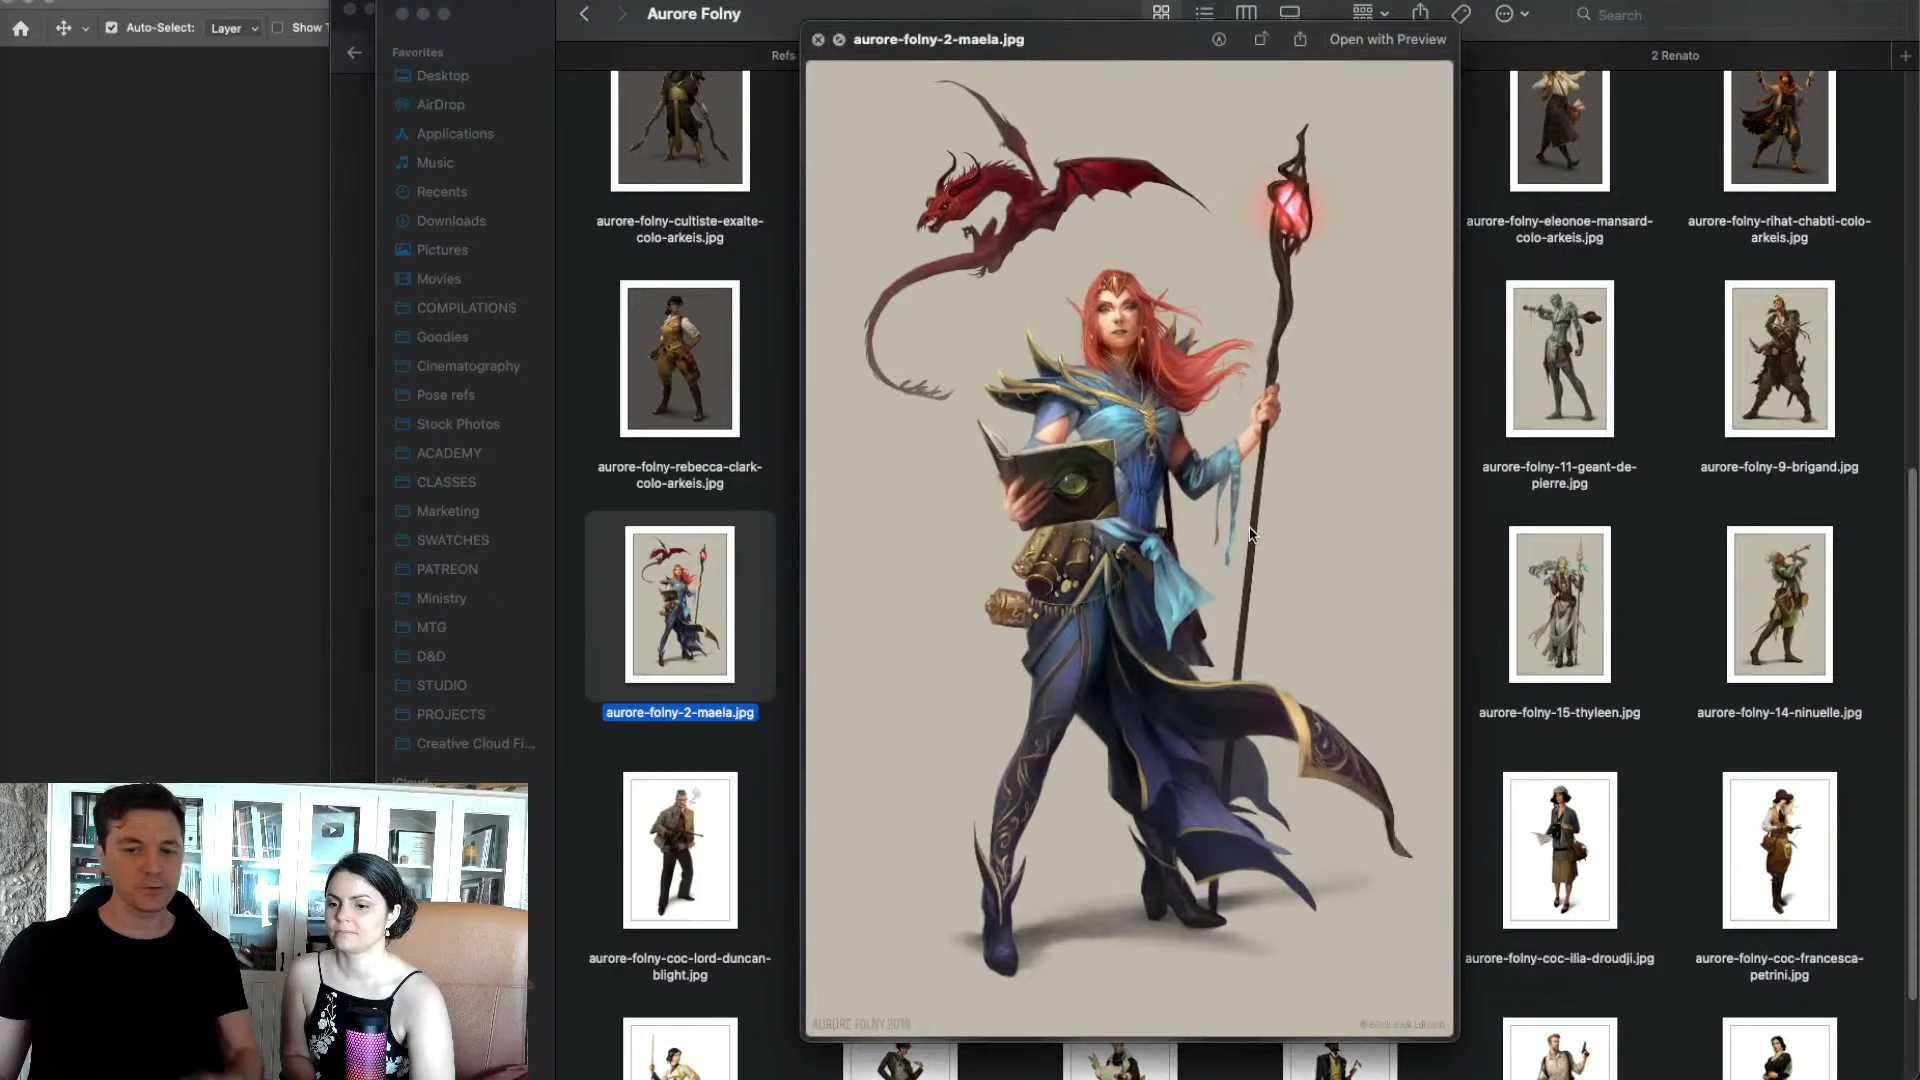 Auto-Select:
Layer
Show T
Favorites
Desktop
AirDrop
Applications
Music
Recents
Downloads
Pictures
Movies
COMPILATIONS
Goodies
Cinematography
Pose refs
Stock Photos
ACADEMY
CLASSES
Marketing
SWATCHES
PATREON
Ministry
MTG
D&D
STUDIO
PROJECTS
Creative Cloud Fi...
iCloud
Aurore Folny
Search
Refs
2 Renato
aurore-folny-2-maela.jpg
Open with Preview
aurore-folny-cultiste-exalte-
colo-arkeis.jpg
aurore-folny-eleonoe-mansard-
colo-arkeis.jpg
aurore-folny-rihat-chabti-colo-
arkeis.jpg
aurore-folny-rebecca-clark-
colo-arkeis.jpg
aurore-folny-11-geant-de-
pierre.jpg
aurore-folny-9-brigand.jpg
aurore-folny-2-maela.jpg
aurore-folny-15-thyleen.jpg
aurore-folny-14-ninuelle.jpg
aurore-folny-coc-lord-duncan-
blight.jpg
aurore-folny-coc-ilia-droudji.jpg
aurore-folny-coc-francesca-
petrini.jpg
AURORE FOLNY 2018